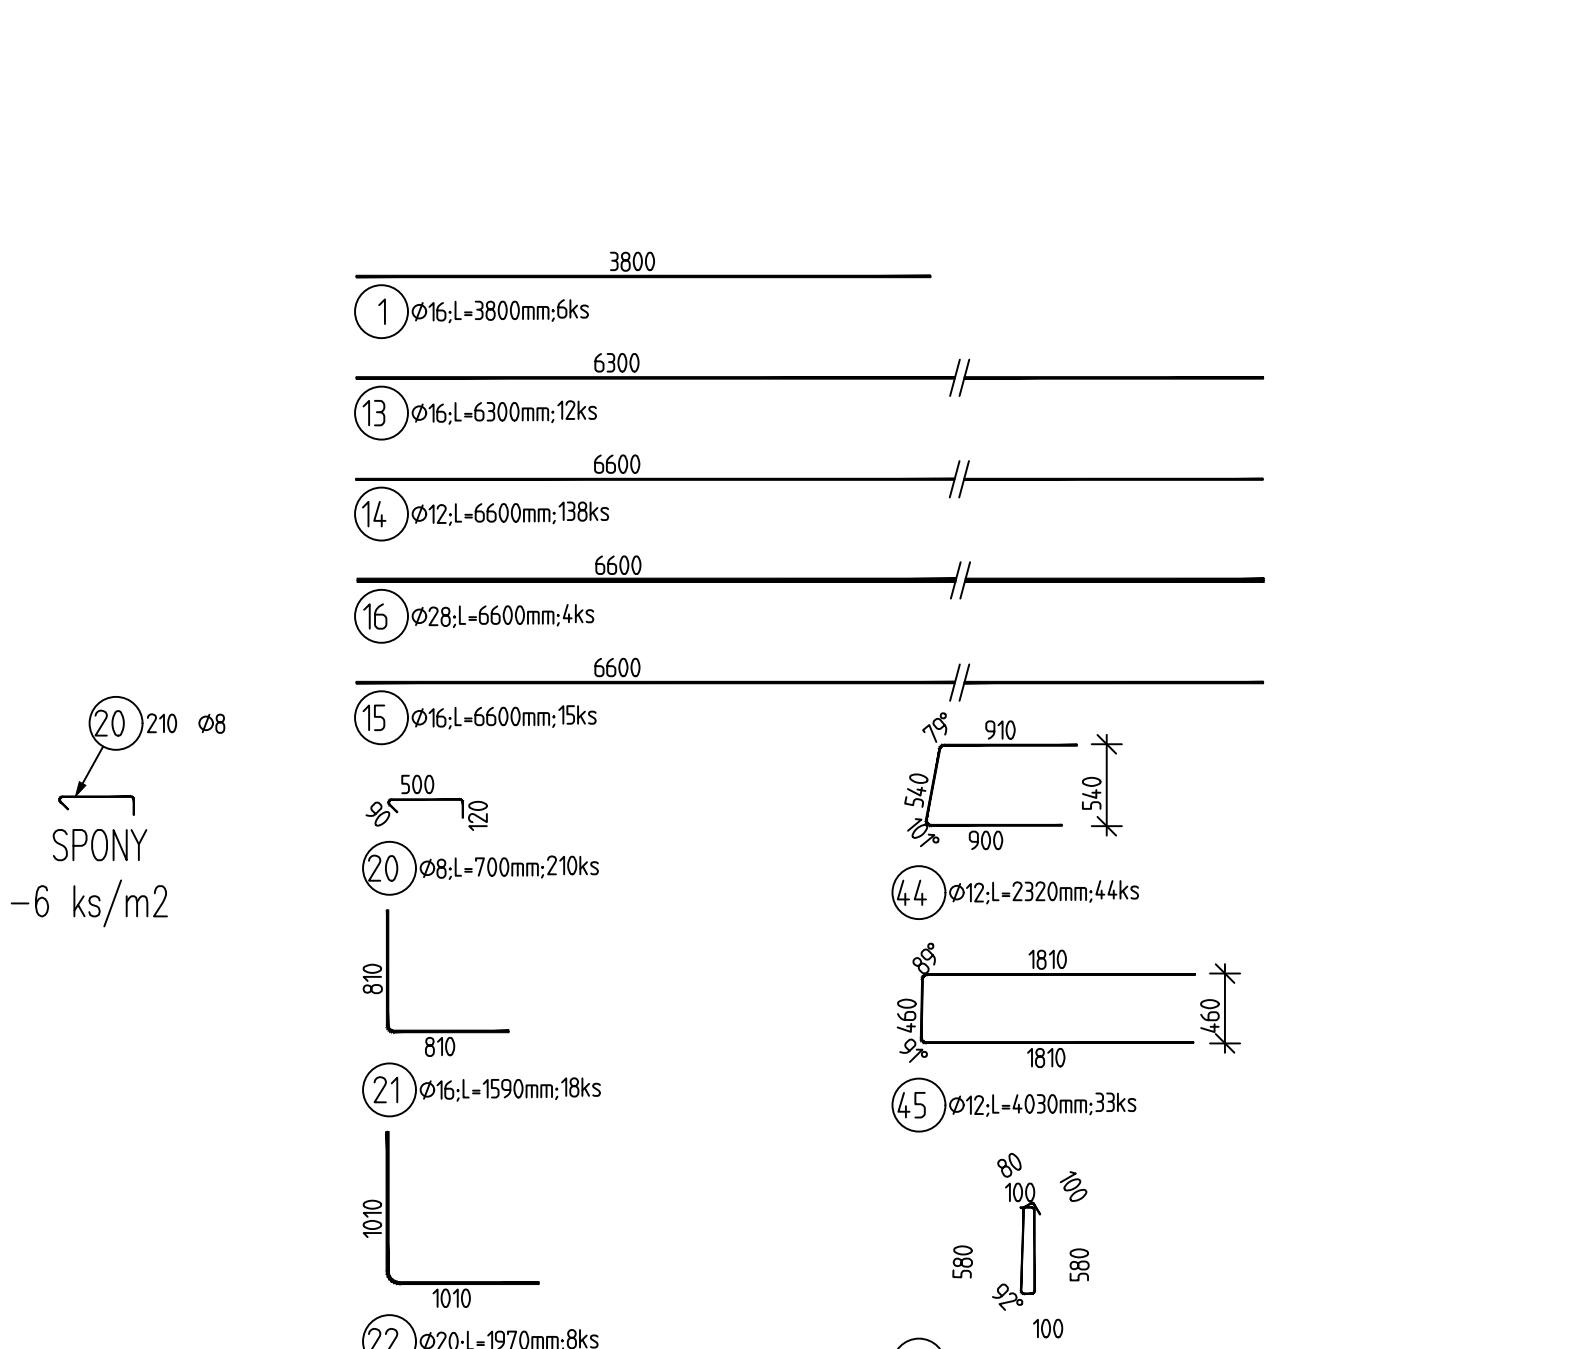 3800
1 Ø16;L=3800mm;6ks
6300
13 Ø16;L=6300mm;12ks
6600
14 Ø12;L=6600mm;138ks
6600
16 Ø28;L=6600mm;4ks
6600
15 Ø16;L=6600mm;15ks
20 210 Ø8
SPONY
-6 ks/m2
500
90
120
20 Ø8;L=700mm;210ks
810
810
21 Ø16;L=1590mm;18ks
1010
1010
22 Ø20;L=1970mm;8ks
79°
910
540
540
101°
900
44 Ø12;L=2320mm;44ks
89°
1810
460
460
91°
1810
45 Ø12;L=4030mm;33ks
80
100
100
580
580
92°
100